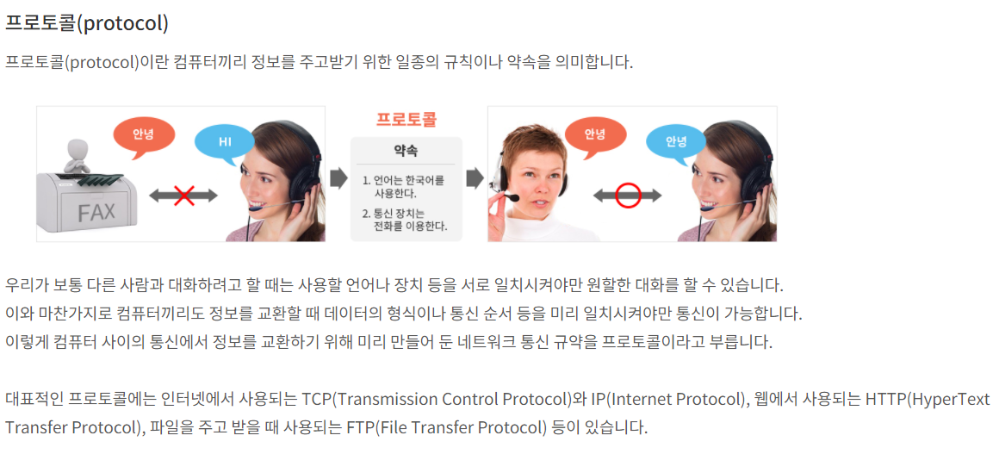 프로토콜(protocol)
프로토콜(protocol)이란 컴퓨터끼리 정보를 주고받기 위한 일종의 규칙이나 약속을 의미합니다.
안녕
HI
FAX
프로토콜
약속
1. 언어는 한국어를
사용한다.
2. 통신 장치는
전화를 이용한다.
안녕
안녕
우리가 보통 다른 사람과 대화하려고 할 때는 사용할 언어나 장치 등을 서로 일치시켜야만 원할한 대화를 할 수 있습니다.
이와 마찬가지로 컴퓨터끼리도 정보를 교환할 때 데이터의 형식이나 통신 순서 등을 미리 일치시켜야만 통신이 가능합니다.
이렇게 컴퓨터 사이의 통신에서 정보를 교환하기 위해 미리 만들어 둔 네트워크 통신 규약을 프로토콜이라고 부릅니다.
대표적인 프로토콜에는 인터넷에서 사용되는 TCP(Transmission Control Protocol)와 IP(Internet Protocol), 웹에서 사용되는 HTTP(HyperText
Transfer Protocol), 파일을 주고 받을 때 사용되는 FTP(File Transfer Protocol) 등이 있습니다.